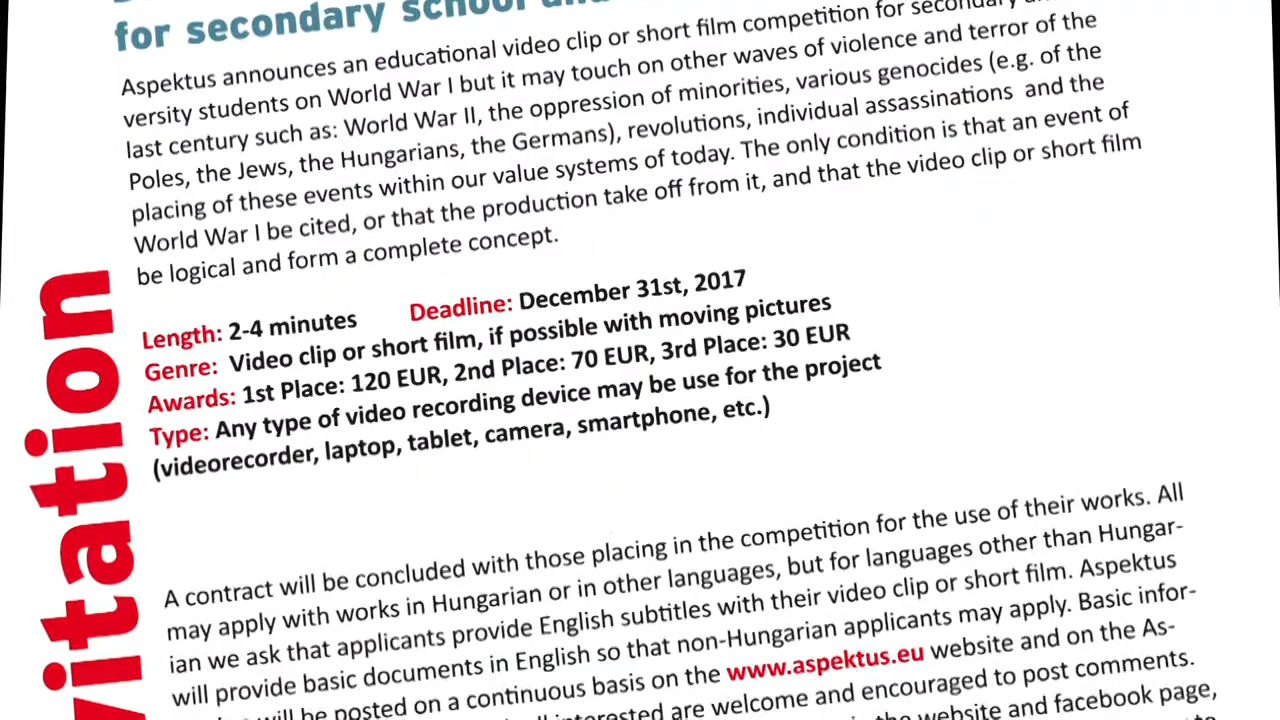 for secondary school
Aspektus announces an educational video clip or short film competition for secondary
versity students on World War I but it may touch on other waves of violence and terror of the
last century such as: World War II, the oppression of minorities, various genocides (e.g. of the
Poles, the Jews, the Hungarians, the Germans), revolutions, individual assassinations and the
placing of these events within our value systems of today. The only condition is that an event of
World War I be cited, or that the production take off from it, and that the video clip or short film
be logical and form a complete concept.
Length: 2-4 minutes Deadline: December 31st, 2017
Genre: Video clip or short film, if possible with moving pictures
Awards: 1st Place: 120 EUR, 2nd Place: 70 EUR, 3rd Place: 30 EUR
Type: Any type of video recording device may be use for the project
(videorecorder, laptop, tablet, camera, smartphone, etc.)
A contract will be concluded with those placing in the competition for the use of their works. All
may apply with works in Hungarian or in other languages, but for languages other than Hungar-
ian we ask that applicants provide English subtitles with their video clip or short film. Aspektus
will provide basic documents in English so that non-Hungarian applicants may apply. Basic infor-
will be posted on a continuous basis on the www.aspektus.eu website and on the As-
interested are welcome and encouraged to post comments.
the website and facebook page,
to
vitation